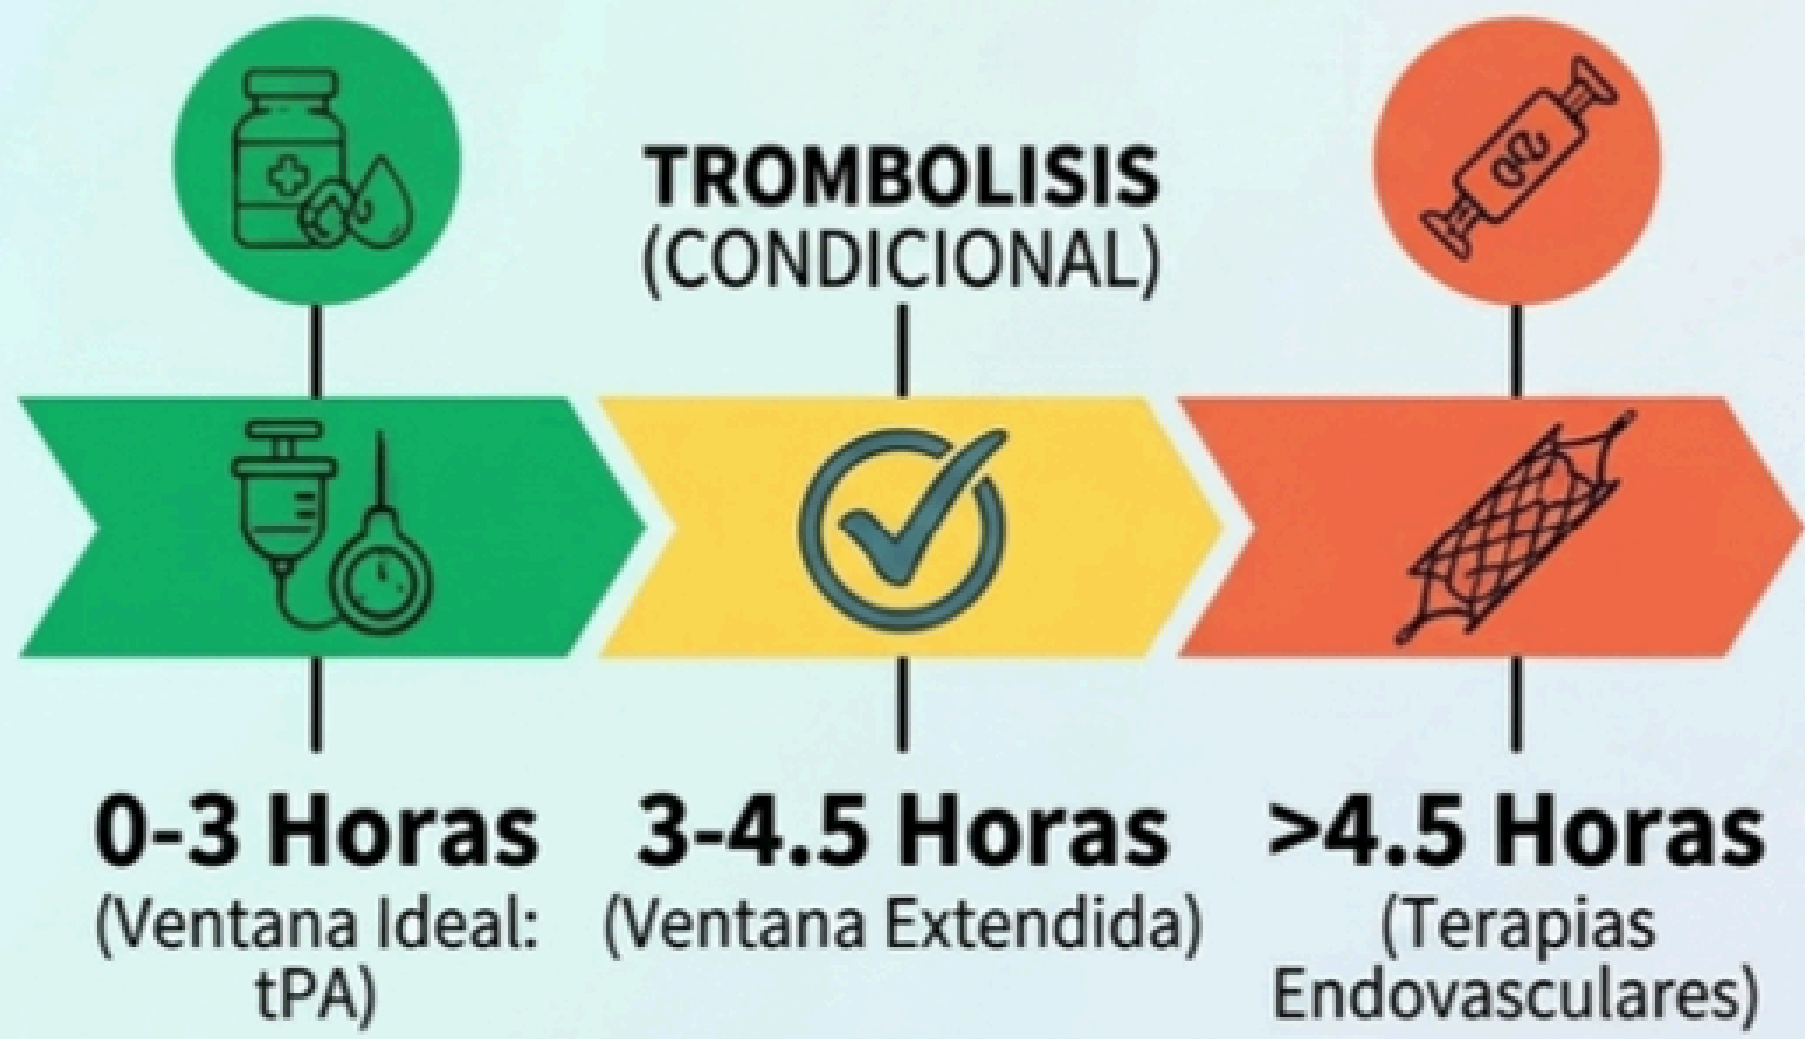 TROMBOLISIS
(CONDICIONAL)
0-3 Horas
(Ventana Ideal:
tPA)
3-4.5 Horas
(Ventana Extendida)
>4.5 Horas
(Terapias
Endovasculares)